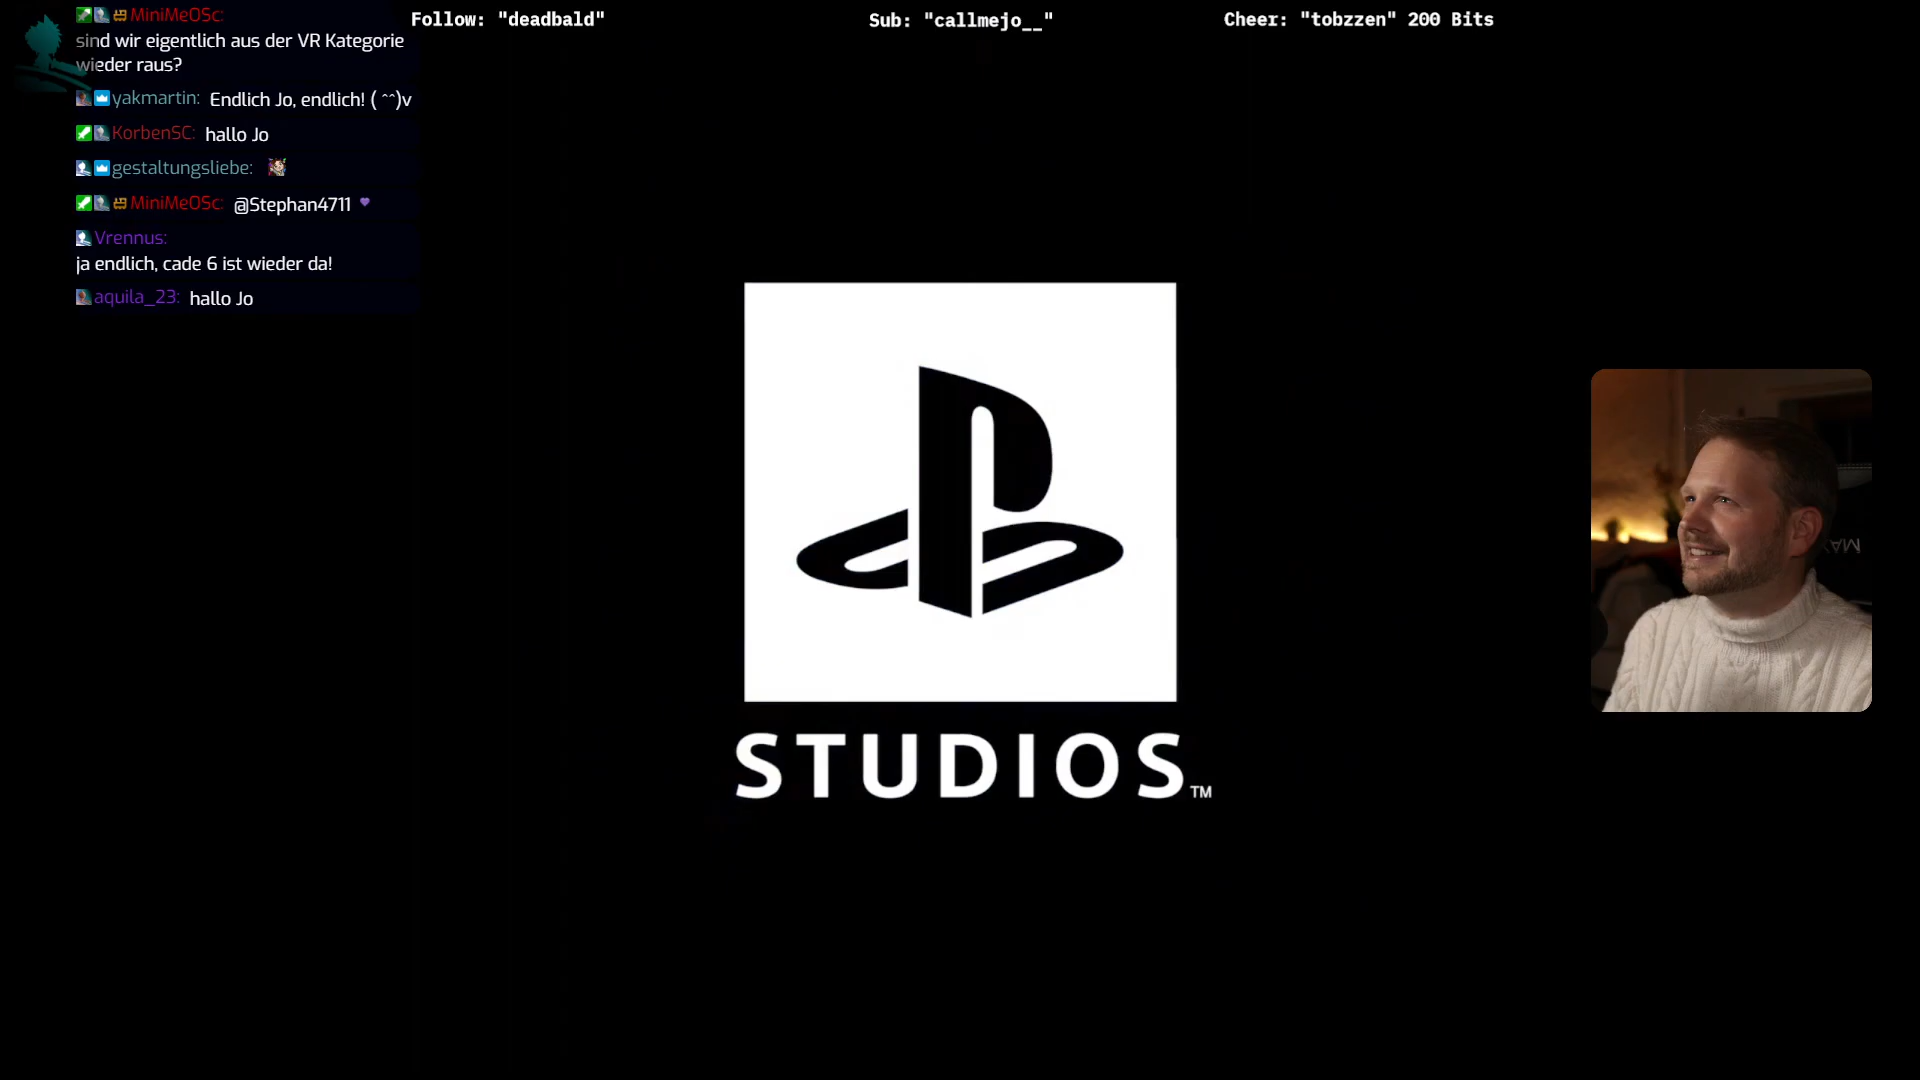 MiniMeOSc:
sind wir eigentlich aus der VR Kategorie
wieder raus?
yakmartin: Endlich Jo, endlich! ( ^^)v
KorbenSC: hallo Jo
gestaltungsliebe:
MiniMeOSc: @Stephan4711
Vrennus:
ja endlich, cade 6 ist wieder da!
aquila_23: hallo Jo
Follow: "deadbald"
Sub: "callmejo__"
Cheer: "tobzzen" 200 Bits
STUDIOS™